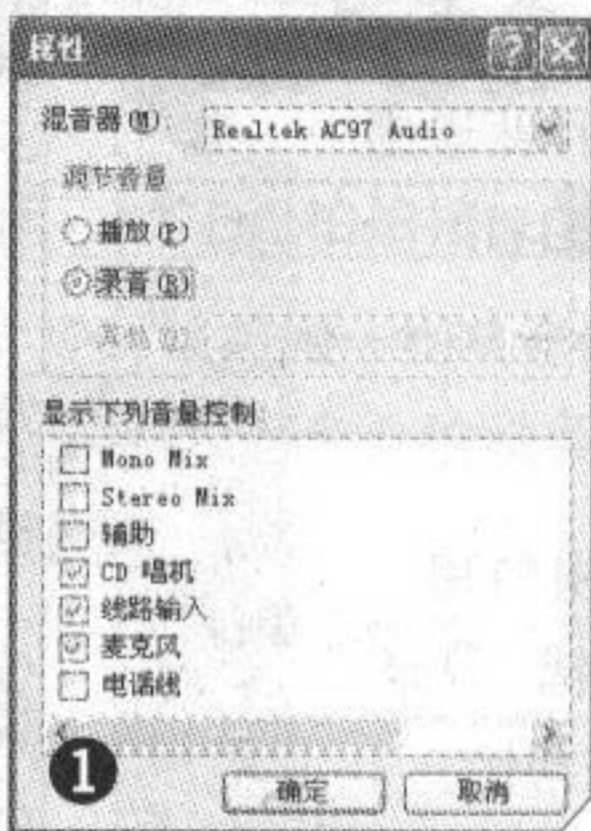 属性
混音器(M): Realtek AC97 Audio
调节音量
播放(P)
录音(R)
其他(O)
显示下列音量控制
Mono Mix
Stereo Mix
辅助
CD 唱机
线路输入
麦克风
电话线
1
确定 取消